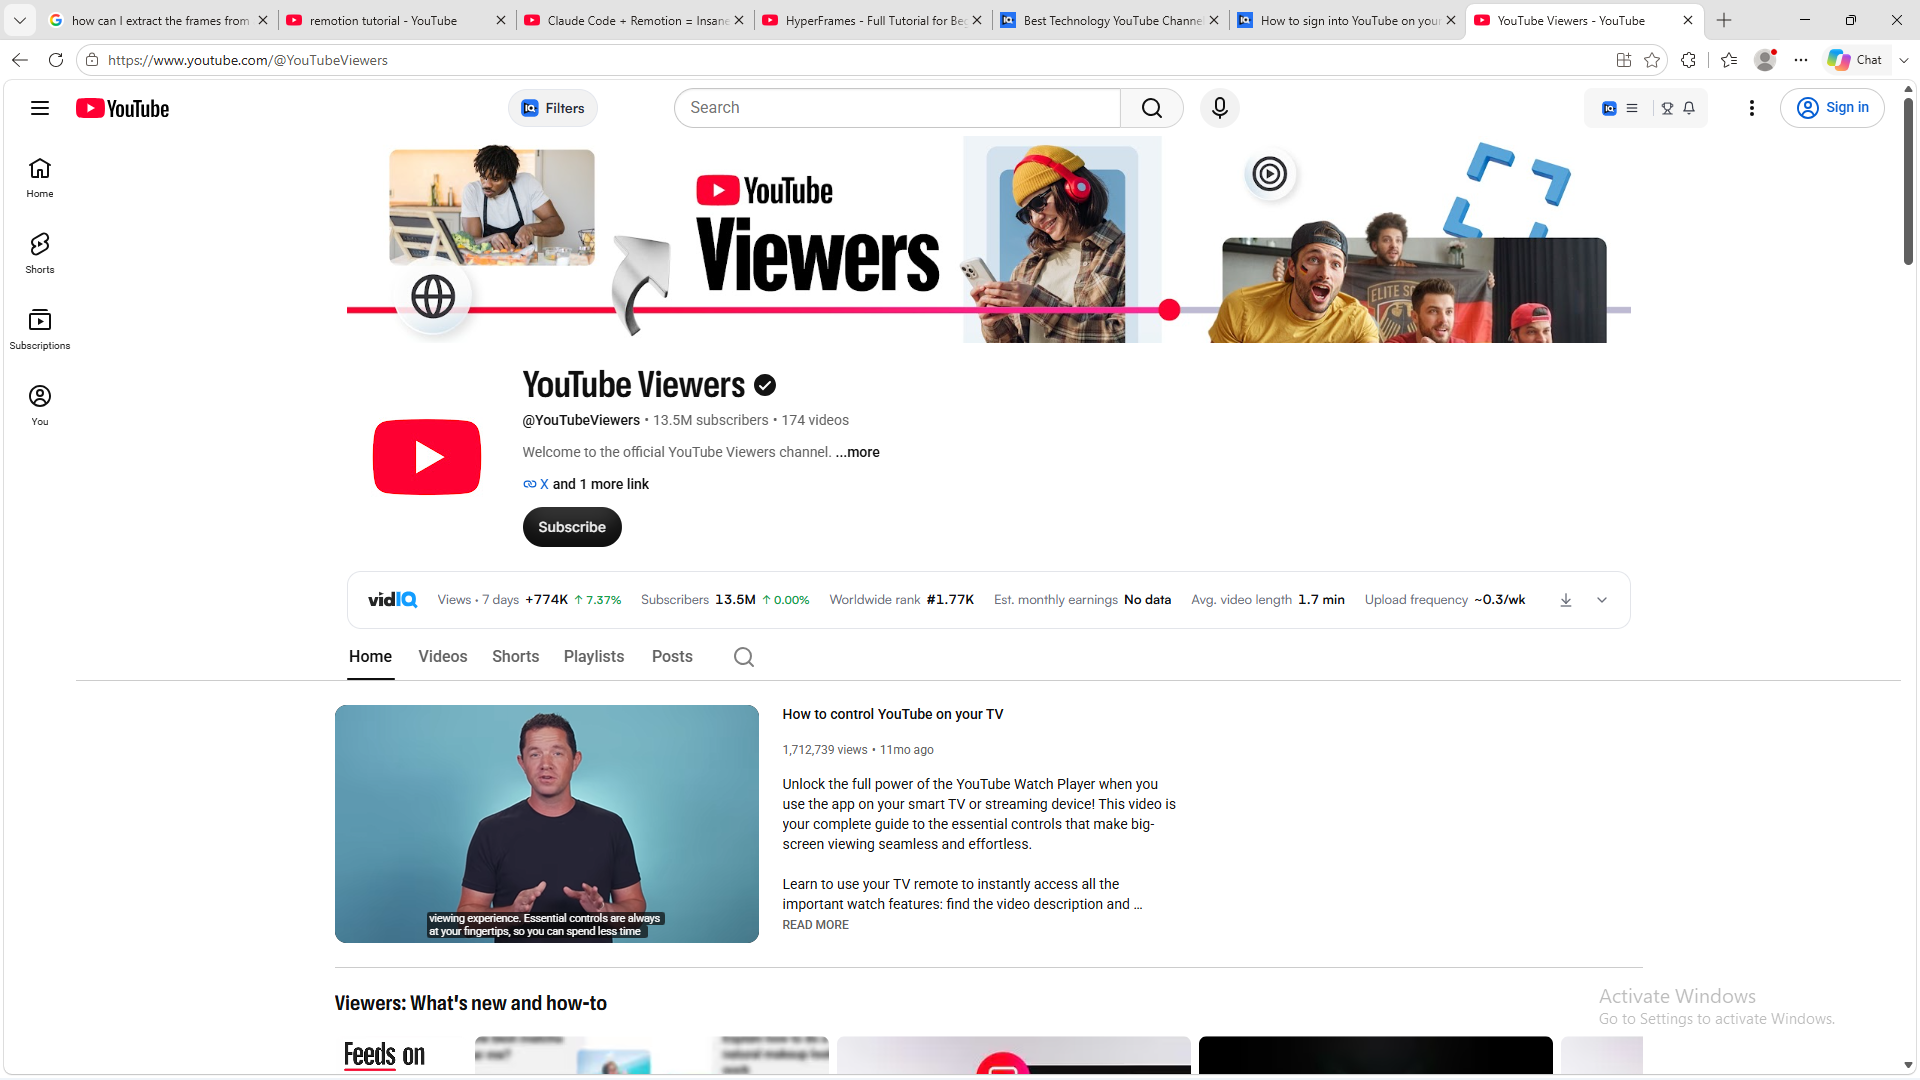 how can I extract the frames from
remotion tutorial - YouTube
Claude Code + Remotion = Insane
HyperFrames - Full Tutorial for Beg
Best Technology YouTube Channel
How to sign into YouTube on your
YouTube Viewers - YouTube
https://www.youtube.com/@YouTubeViewers
Chat
YouTube
Filters
Search
Sign in
Home
Shorts
Subscriptions
You
YouTube
Viewers
ELITE
YouTube Viewers
@YouTubeViewers • 13.5M subscribers • 174 videos
Welcome to the official YouTube Viewers channel. ...more
X and 1 more link
Subscribe
vidIQ Views • 7 days +774K ↑ 7.37% Subscribers 13.5M ↑ 0.00% Worldwide rank #1.77K Est. monthly earnings No data Avg. video length 1.7 min Upload frequency ~0.3/wk
Home Videos Shorts Playlists Posts
How to control YouTube on your TV
1,712,739 views • 11mo ago
Unlock the full power of the YouTube Watch Player when you
use the app on your smart TV or streaming device! This video is
your complete guide to the essential controls that make big-
screen viewing seamless and effortless.
Learn to use your TV remote to instantly access all the
important watch features: find the video description and ...
READ MORE
viewing experience. Essential controls are always
at your fingertips, so you can spend less time
Viewers: What's new and how-to
Feeds on
Activate Windows
Go to Settings to activate Windows.